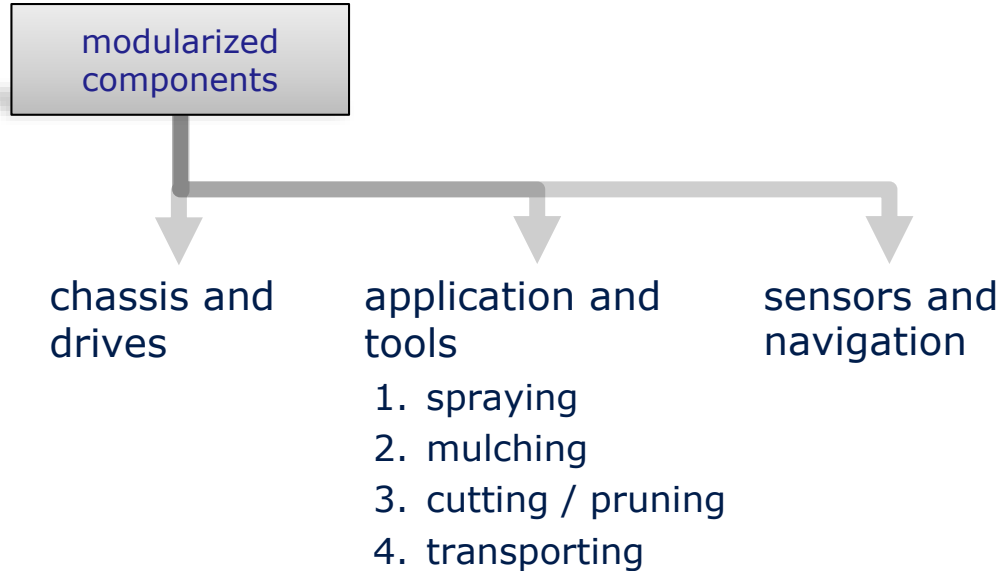 modularized
components
chassis and
drives
application and
tools
1. spraying
2. mulching
3. cutting / pruning
4. transporting
sensors and
navigation